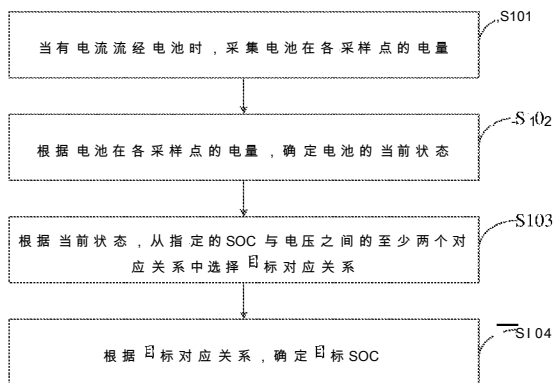 当有电流流经电池时，采集电池在各采样点的电量
S101
根据电池在各采样点的电量，确定电池的当前状态
S102
根据当前状态，从指定的SOC与电压之间的至少两个对
应关系中选择目标对应关系
S103
根据目标对应关系，确定目标SOC
S104